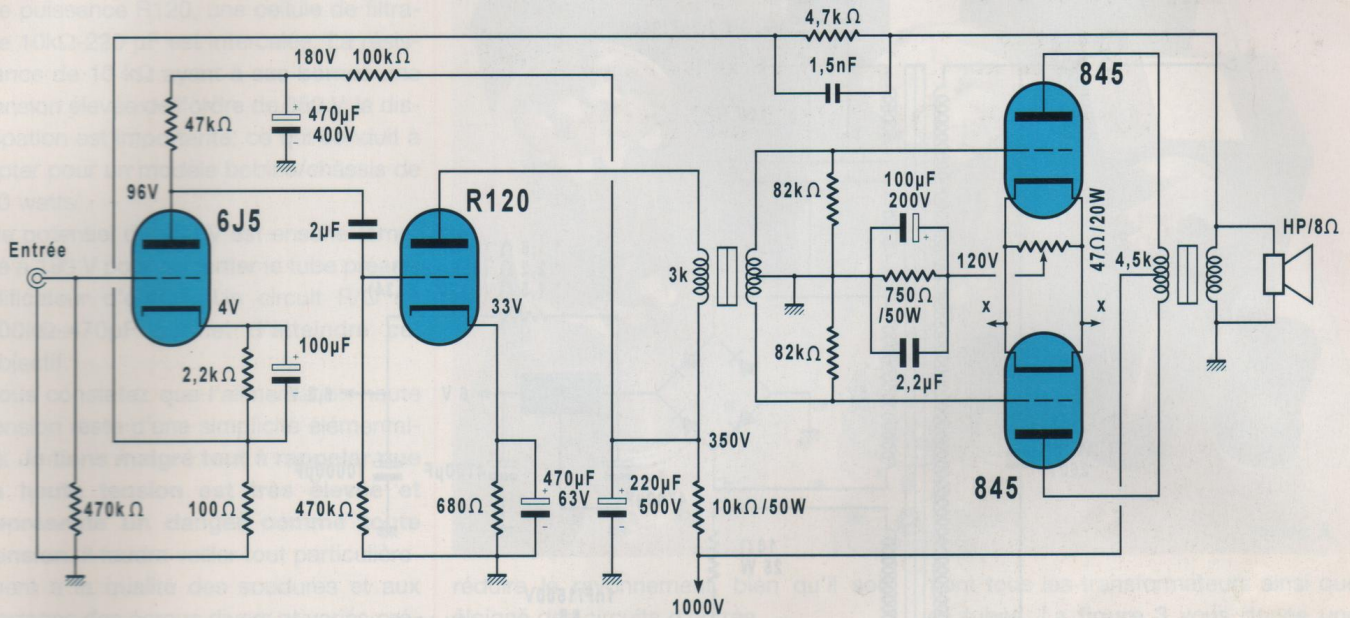 4,7kΩ
1,5nF
845
180V 100kΩ
470µF
400V
47kΩ
96V
6J5
2µF
R120
Entrée
4V
33V
100µF
2,2kΩ
3k
82kΩ
100µF
200V
120V
47Ω/20W
4,5k
HP/8Ω
750Ω
/50W
x
x
82kΩ
2,2µF
350V
845
470kΩ
100Ω
470kΩ
680Ω
470µF
63V
220µF
500V
10kΩ/50W
1000V